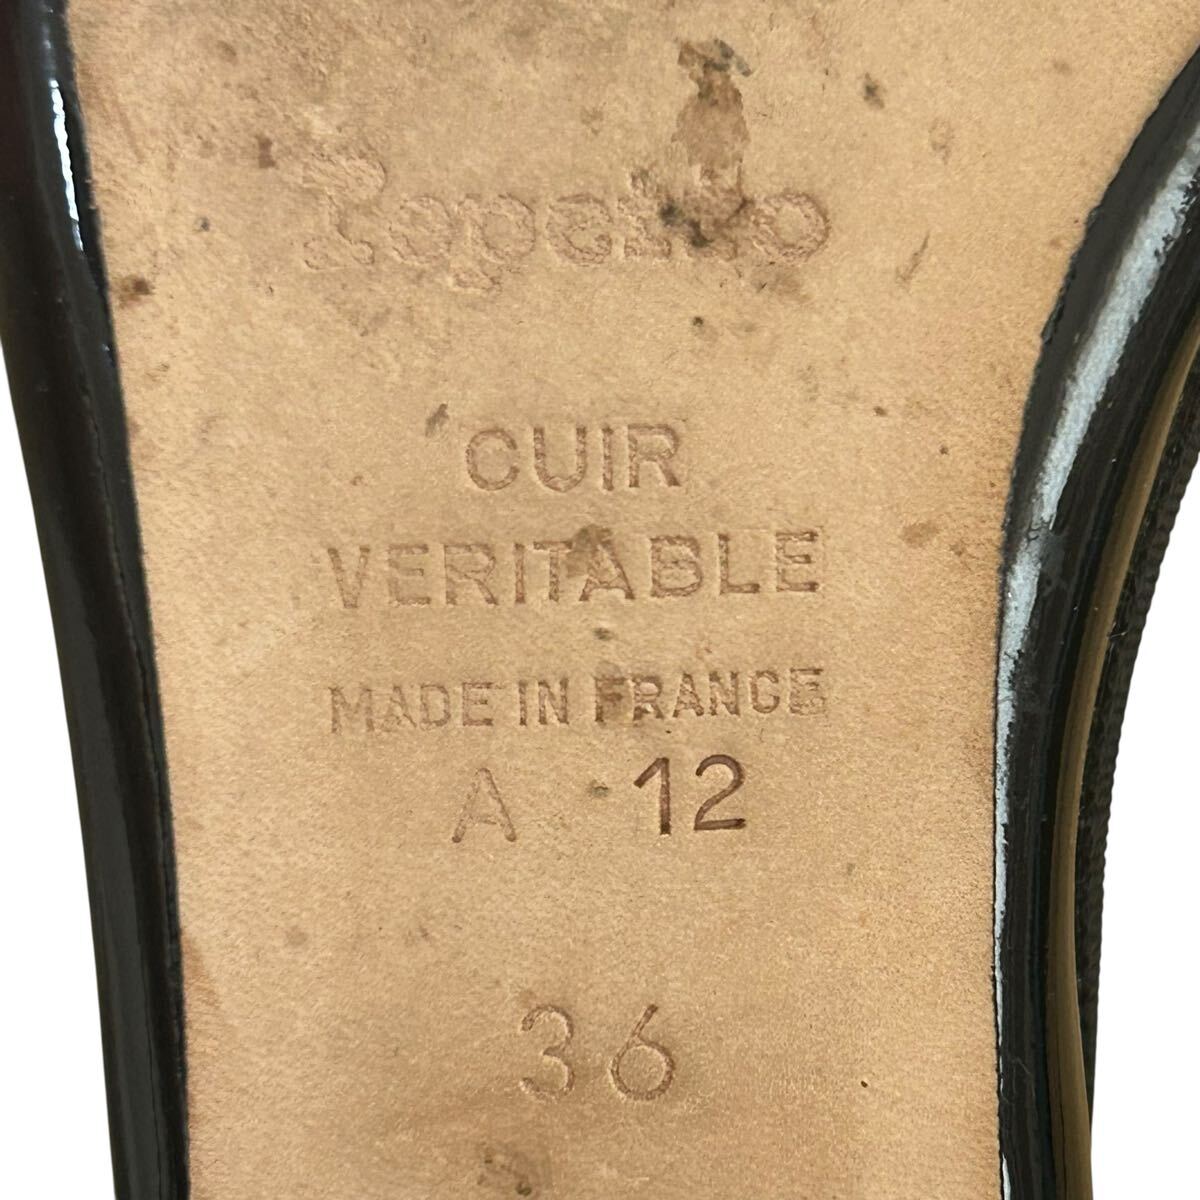 Repetto
CUIR
VERITABLE
MADE IN FRANCE
A 12
36